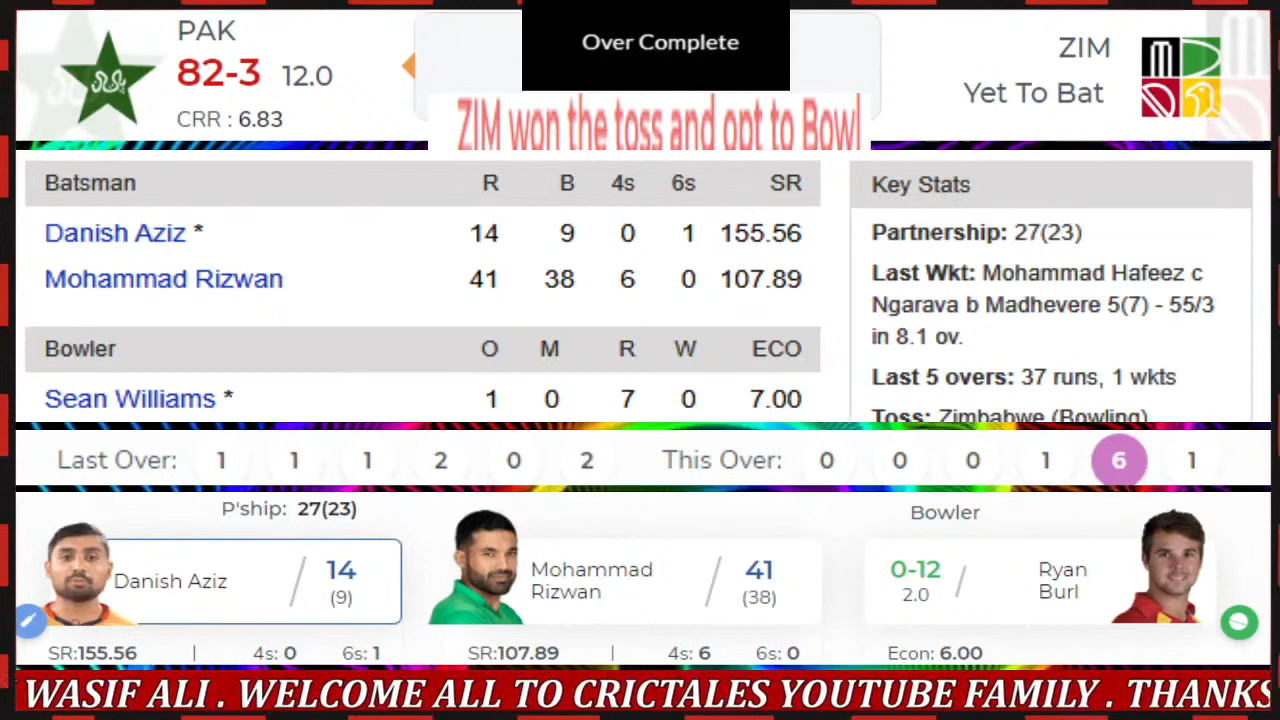 PAK
82-3 12.0
CRR : 6.83
Over Complete
ZIM won the toss and opt to Bowl
ZIM
Yet To Bat
Batsman R B 4s 6s SR
Danish Aziz * 14 9 0 1 155.56
Mohammad Rizwan 41 38 6 0 107.89
Bowler O M R W ECO
Sean Williams * 1 0 7 0 7.00
Key Stats
Partnership: 27(23)
Last Wkt: Mohammad Hafeez c
Ngarava b Madhevere 5(7) - 55/3
in 8.1 ov.
Last 5 overs: 37 runs, 1 wkts
Toss: Zimbabwe (Bowling)
Last Over: 1 1 1 2 0 2 This Over: 0 0 0 1 6 1
P'ship: 27(23)
Danish Aziz / 14
(9)
SR:155.56 | 4s: 0 6s: 1
Mohammad
Rizwan / 41
(38)
SR:107.89 | 4s: 6 6s: 0
Bowler
0-12
2.0 / Ryan
Burl
Econ: 6.00
WASIF ALI . WELCOME ALL TO CRICTALES YOUTUBE FAMILY . THANKS